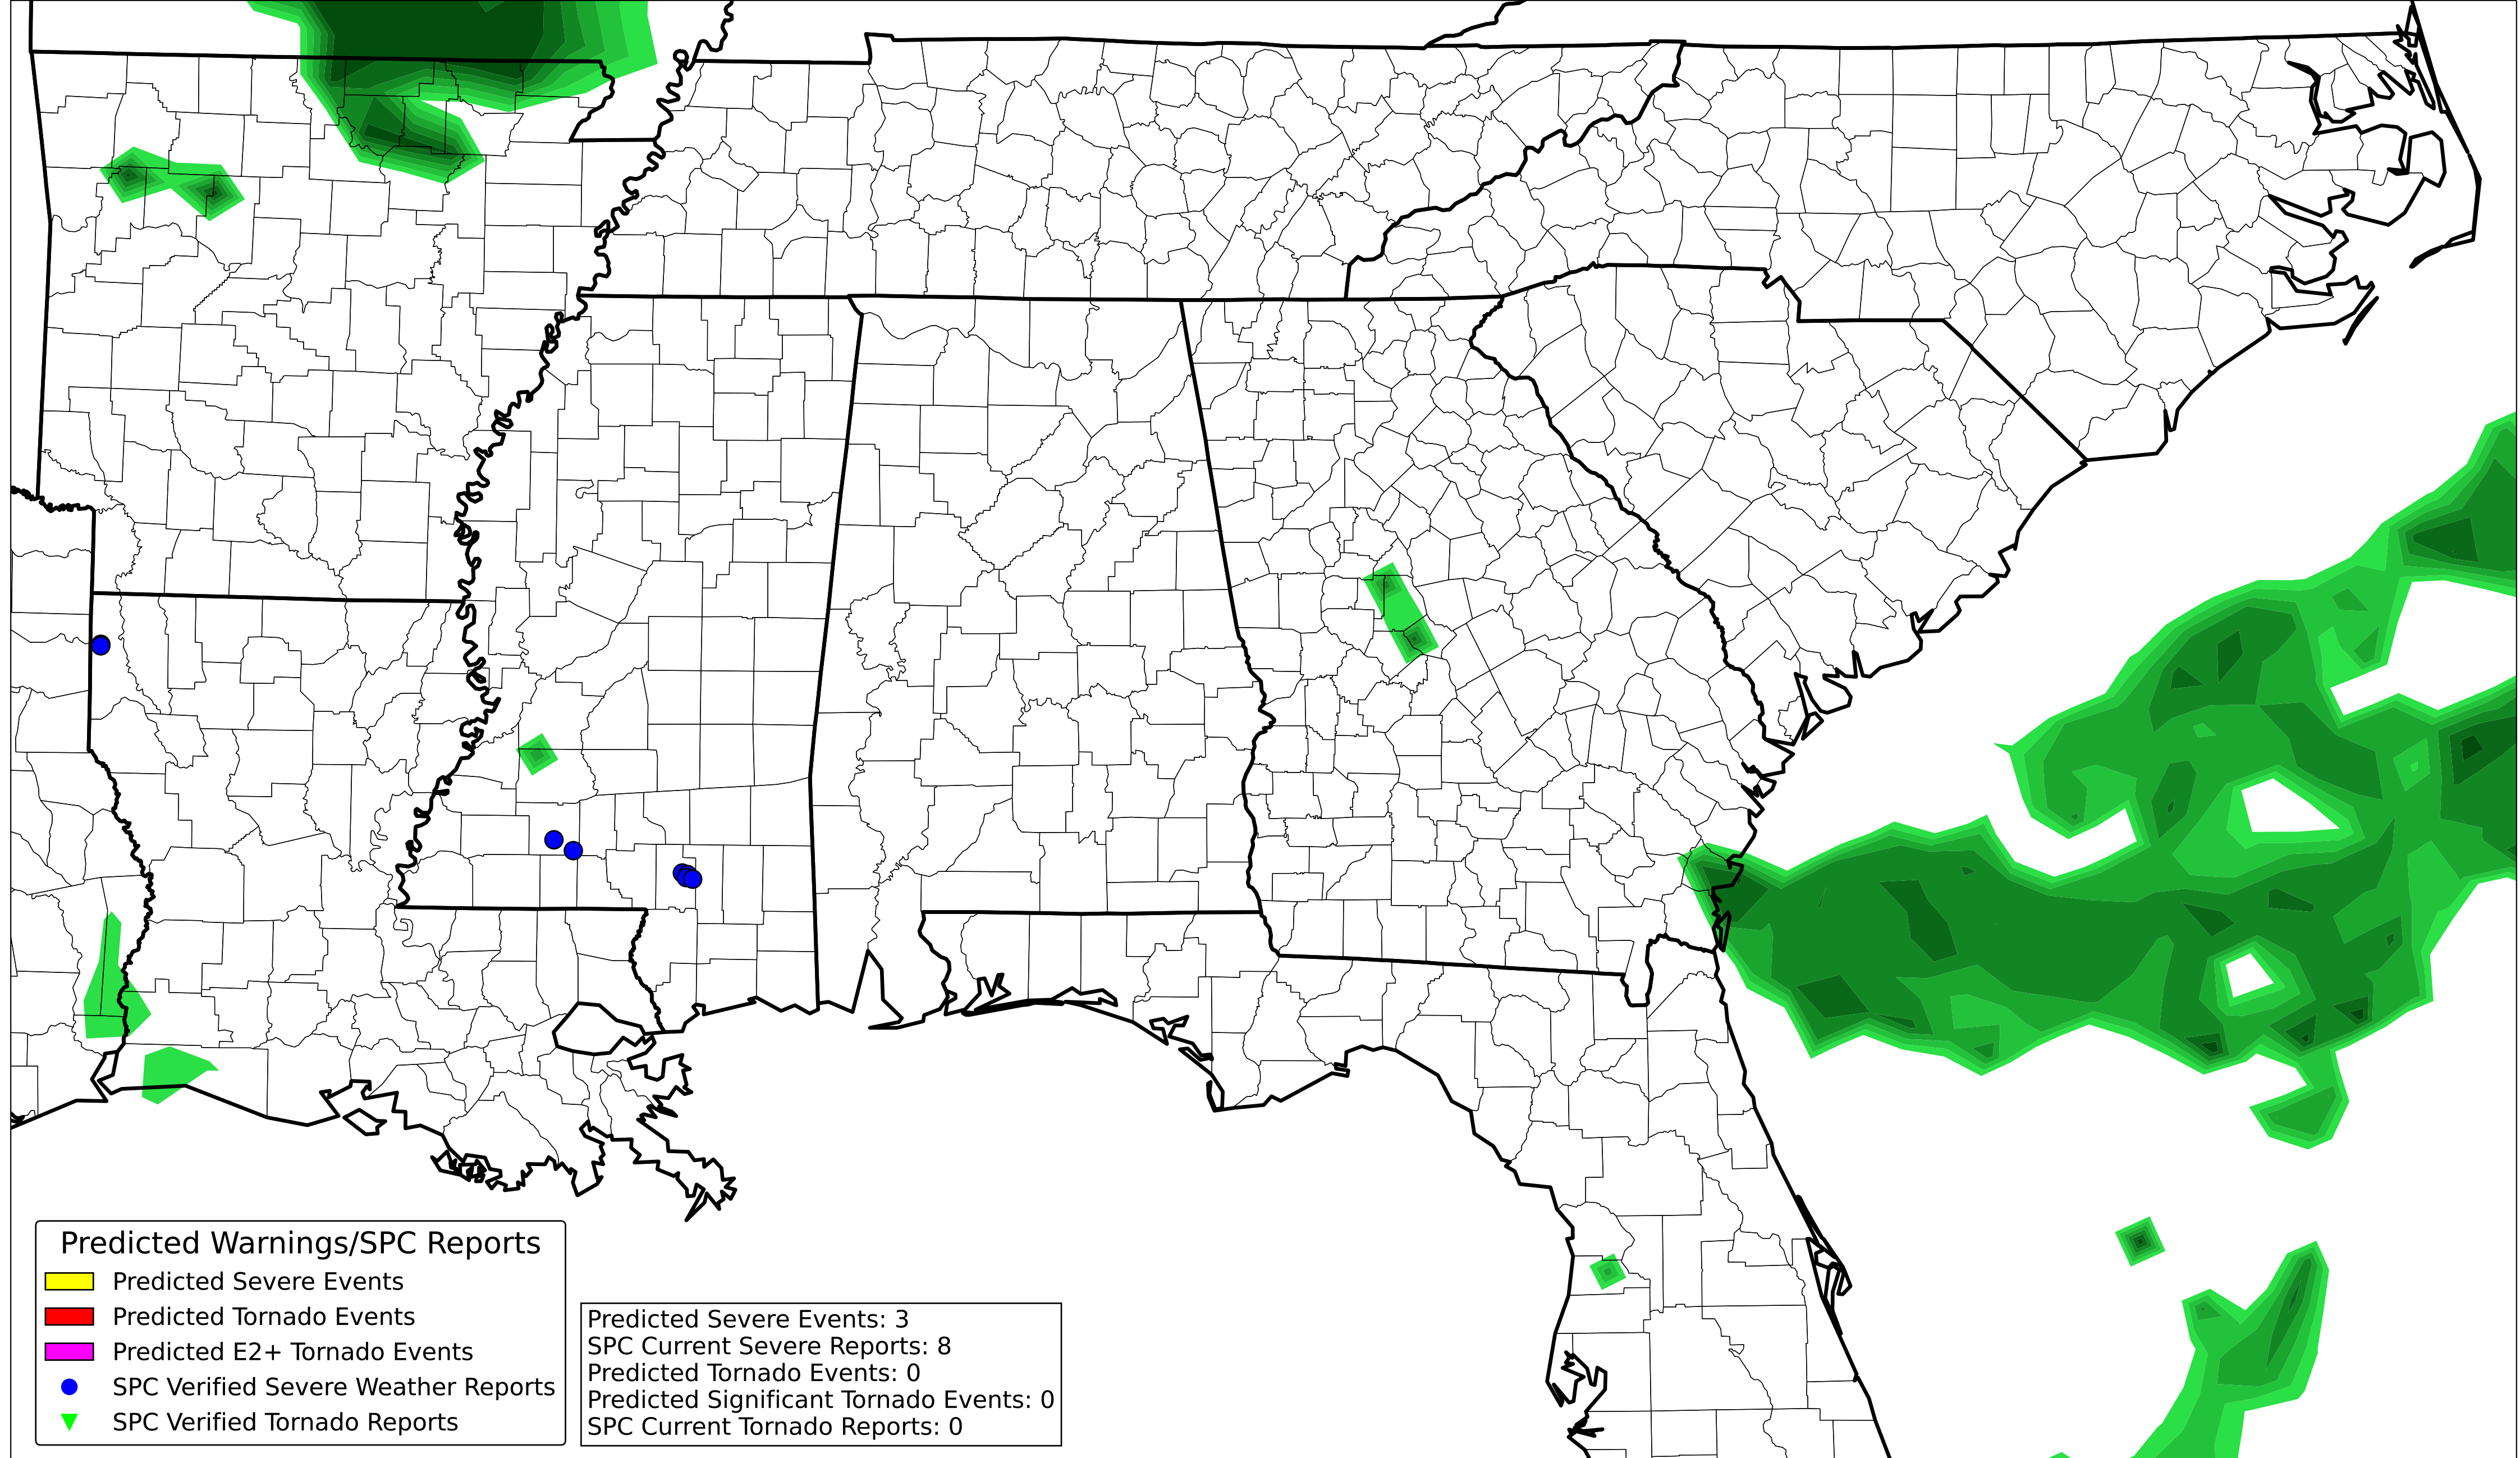 Predicted Warnings/SPC Reports
Predicted Severe Events
Predicted Tornado Events
Predicted E2+ Tornado Events
SPC Verified Severe Weather Reports
SPC Verified Tornado Reports
Predicted Severe Events: 3
SPC Current Severe Reports: 8
Predicted Tornado Events: 0
Predicted Significant Tornado Events: 0
SPC Current Tornado Reports: 0